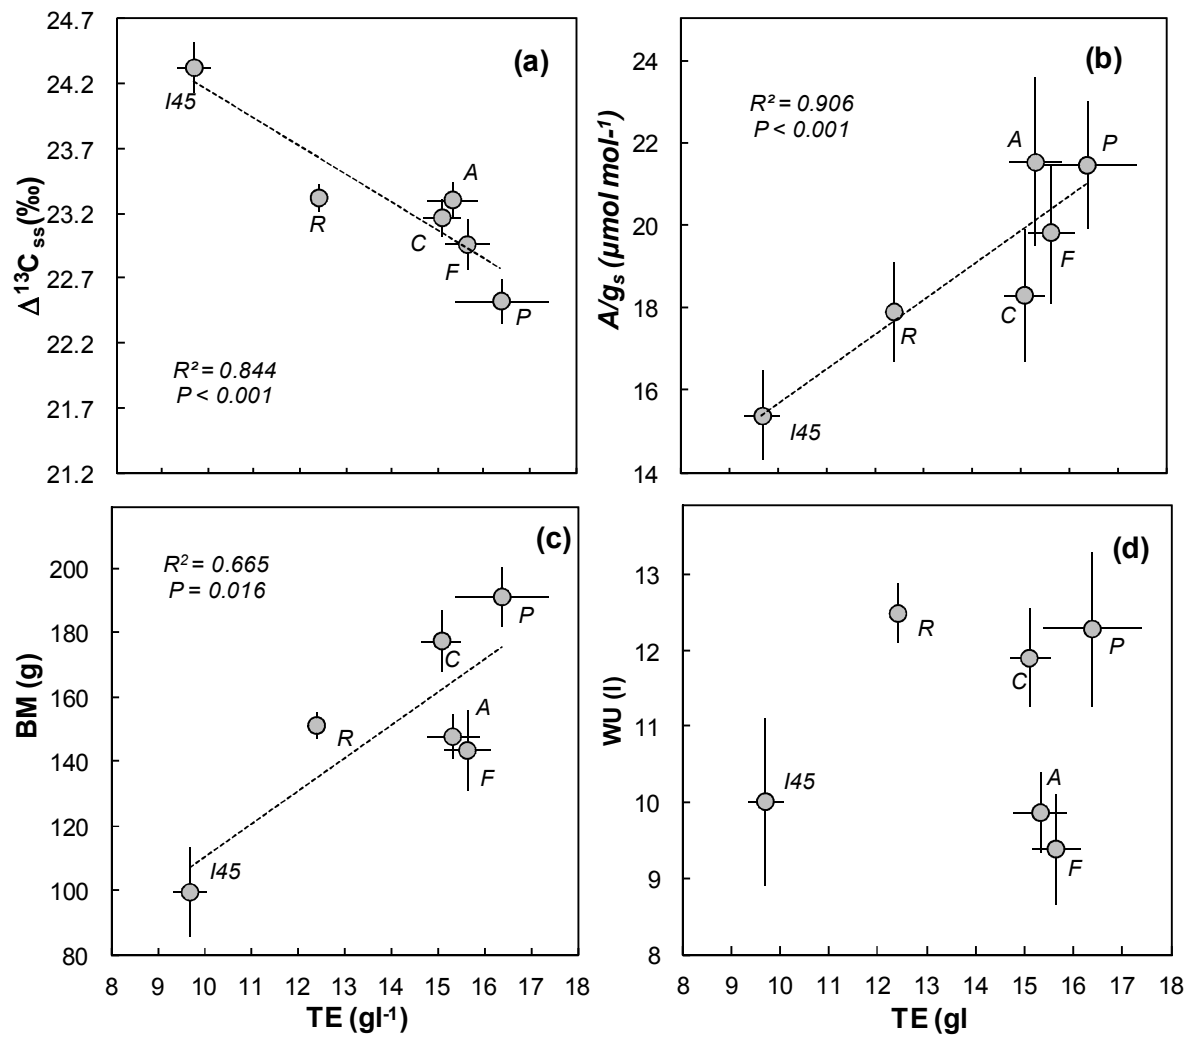 24.7
24.2
23.7
23.2
22.7
22.2
21.7
21.2
Δ¹³C ss (‰)
(a)
I45
R
A
C
F
P
R² = 0.844
P < 0.001
24
22
20
18
16
14
A/gs (µmol mol-¹)
(b)
R² = 0.906
P < 0.001
A
P
F
C
R
I45
200
180
160
140
120
100
80
BM (g)
(c)
R² = 0.665
P = 0.016
P
C
A
R
F
I45
8 9 10 11 12 13 14 15 16 17 18
TE (gl-¹)
13
12
11
10
9
8
WU (l)
(d)
R
P
C
I45
A
F
8 9 10 11 12 13 14 15 16 17 18
TE (gl